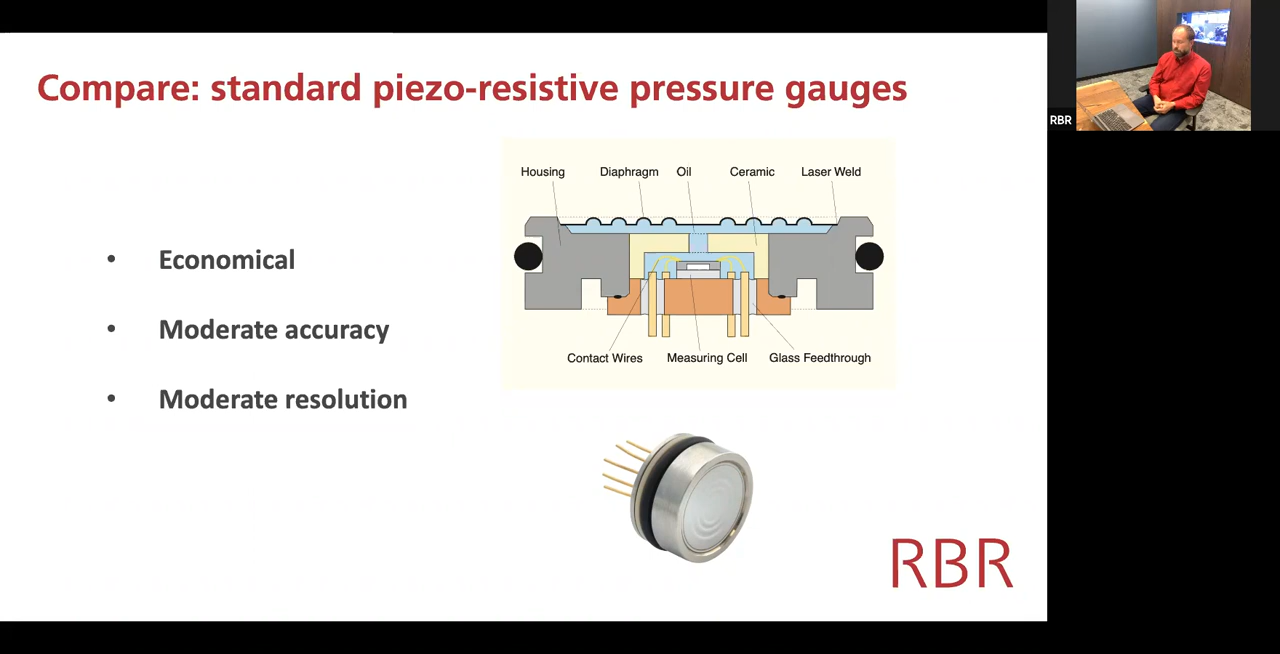 Compare: standard piezo-resistive pressure gauges
RBR
Housing Diaphragm Oil Ceramic Laser Weld
• Economical
• Moderate accuracy
• Moderate resolution
Contact Wires Measuring Cell Glass Feedthrough
RBR